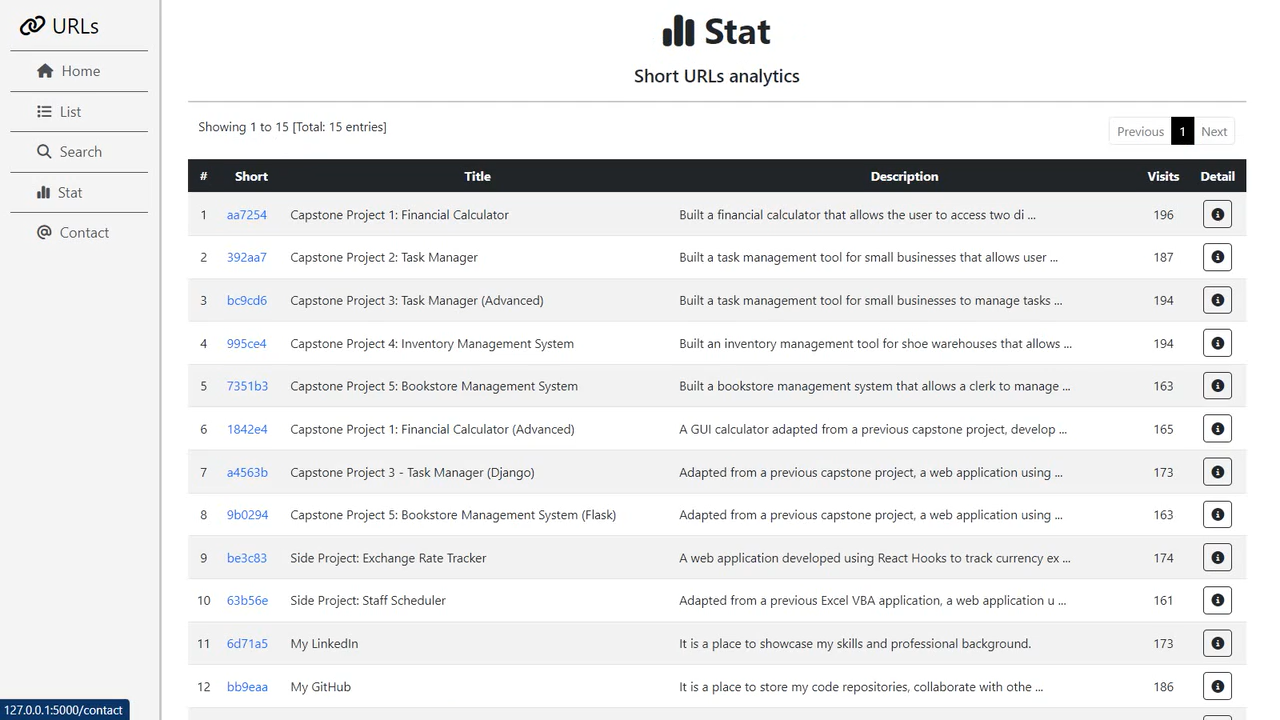 URLs
Home
List
Search
Stat
@ Contact
Stat
Short URLs analytics
Showing 1 to 15 [Total: 15 entries]
Previous 1 Next
# Short Title Description Visits Detail
1 aa7254 Capstone Project 1: Financial Calculator Built a financial calculator that allows the user to access two di ... 196
2 392aa7 Capstone Project 2: Task Manager Built a task management tool for small businesses that allows user ... 187
3 bc9cd6 Capstone Project 3: Task Manager (Advanced) Built a task management tool for small businesses to manage tasks ... 194
4 995ce4 Capstone Project 4: Inventory Management System Built an inventory management tool for shoe warehouses that allows ... 194
5 7351b3 Capstone Project 5: Bookstore Management System Built a bookstore management system that allows a clerk to manage ... 163
6 1842e4 Capstone Project 1: Financial Calculator (Advanced) A GUI calculator adapted from a previous capstone project, develop ... 165
7 a4563b Capstone Project 3 - Task Manager (Django) Adapted from a previous capstone project, a web application using ... 173
8 9b0294 Capstone Project 5: Bookstore Management System (Flask) Adapted from a previous capstone project, a web application using ... 163
9 be3c83 Side Project: Exchange Rate Tracker A web application developed using React Hooks to track currency ex ... 174
10 63b56e Side Project: Staff Scheduler Adapted from a previous Excel VBA application, a web application u ... 161
11 6d71a5 My LinkedIn It is a place to showcase my skills and professional background. 173
12 bb9eaa My GitHub It is a place to store my code repositories, collaborate with othe ... 186
127.0.0.1:5000/contact